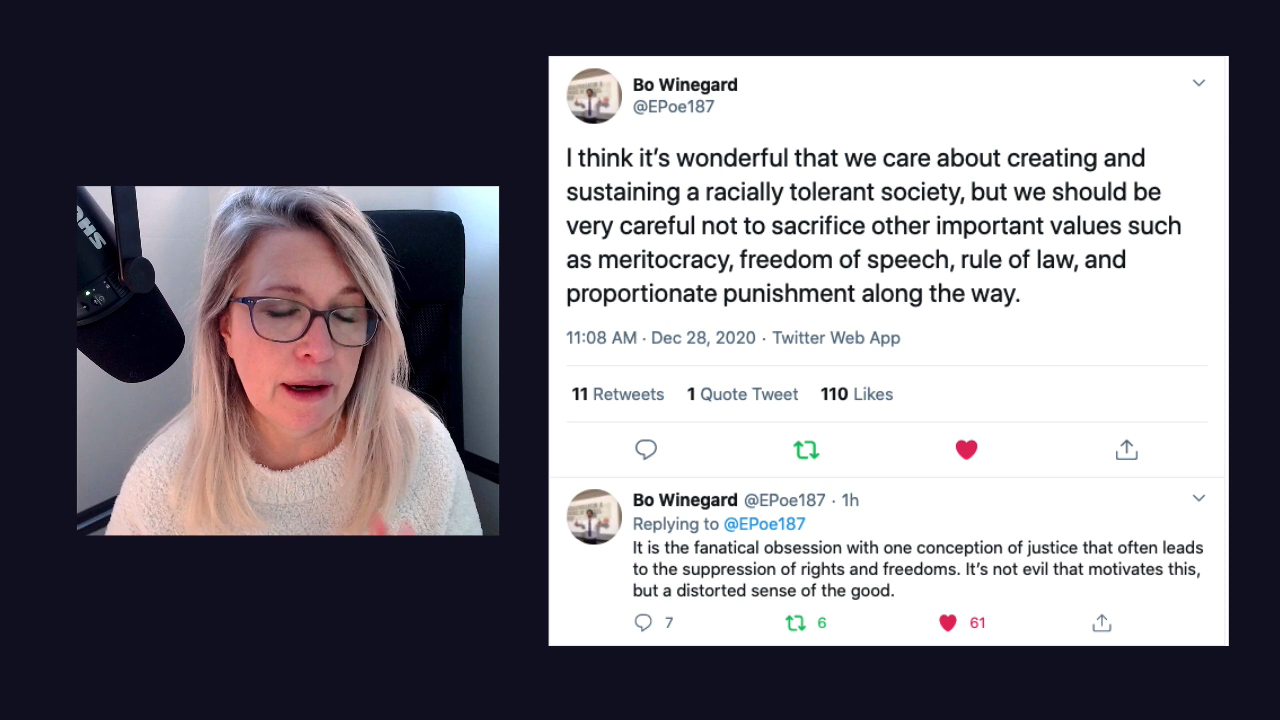 SHU
Bo Winegard
@EPoe187
I think it's wonderful that we care about creating and
sustaining a racially tolerant society, but we should be
very careful not to sacrifice other important values such
as meritocracy, freedom of speech, rule of law, and
proportionate punishment along the way.
11:08 AM · Dec 28, 2020 · Twitter Web App
11 Retweets 1 Quote Tweet 110 Likes
Bo Winegard @EPoe187 · 1h
Replying to @EPoe187
It is the fanatical obsession with one conception of justice that often leads
to the suppression of rights and freedoms. It's not evil that motivates this,
but a distorted sense of the good.
7 6 61